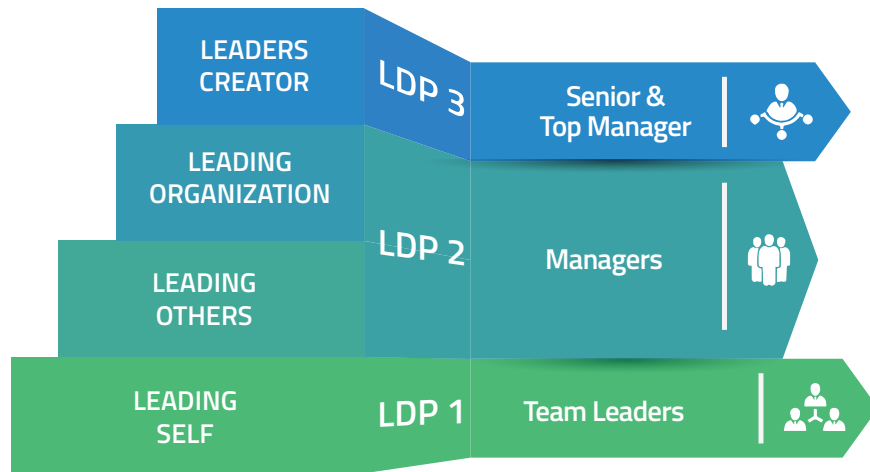 LEADERS
CREATOR
LDP 3
Senior &
Top Manager
LEADING
ORGANIZATION
LEADING
OTHERS
LDP 2
Managers
LEADING
SELF
LDP 1
Team Leaders